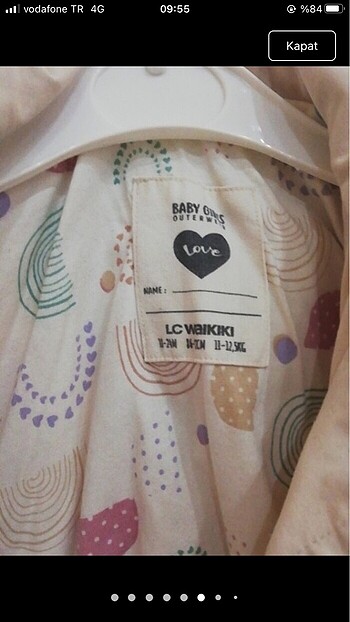 vodafone TR 4G 09:55 %84
Kapat
BABY GIRLS
OUTERWEAR
Love
NAME:
LC WAIKIKI
18-24M 86-92CM 11-12,5KG